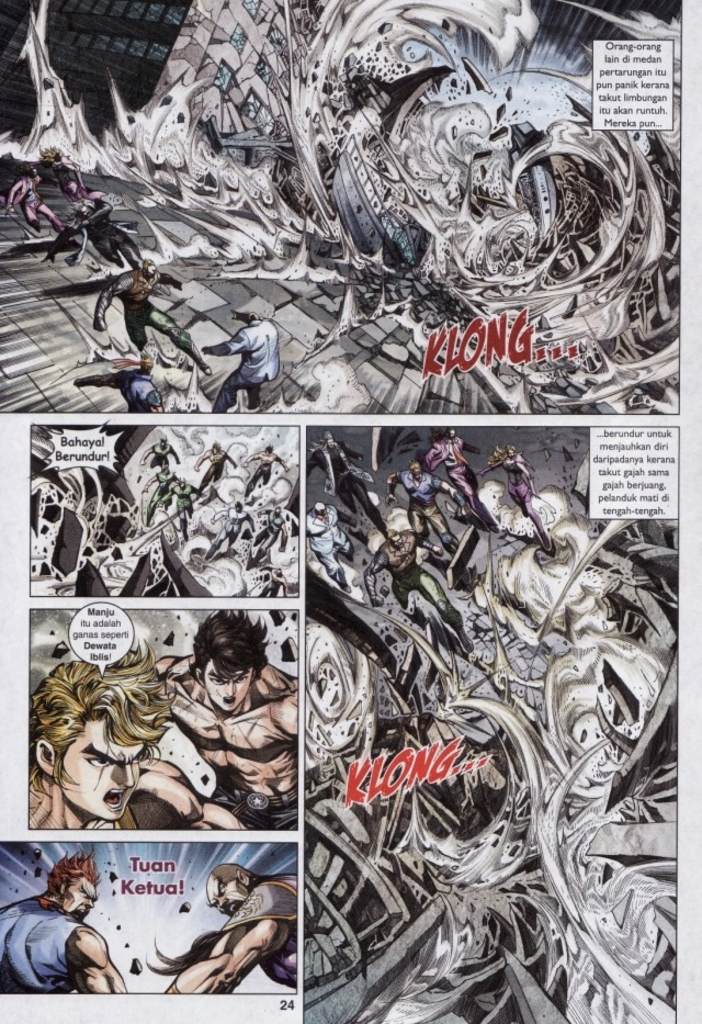 Orang-orang
lain di medan
pertarungan itu
pun panik kerana
takut limbungan
itu akan runtuh.
Mereka pun...
KLONG...
Bahaya!
Berundur!
...berundur untuk
menjauhkan diri
daripadanya kerana
takut gajah sama
gajah berjuang,
pelanduk mati di
tengah-tengah.
Manju
itu adalah
ganas seperti
Dewata
Iblis!
KLONG...
Tuan
Ketua!
24